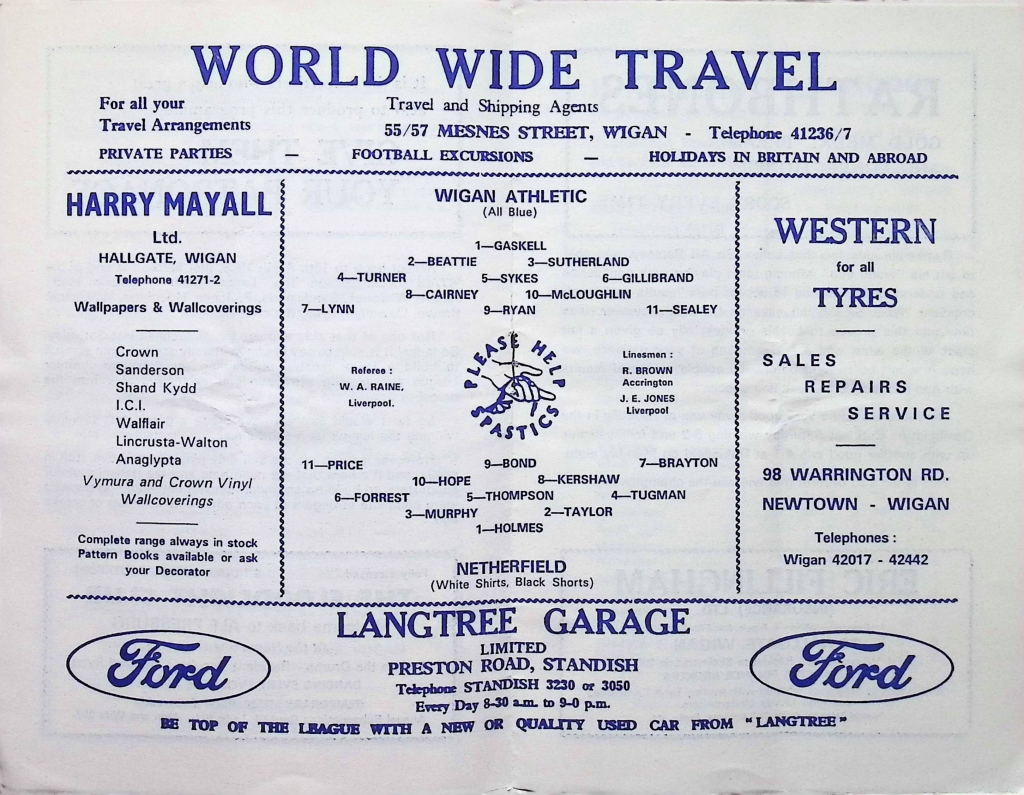 WORLD WIDE TRAVEL
For all your
Travel Arrangements
Travel and Shipping Agents
55/57 MESNES STREET, WIGAN - Telephone 41236/7
PRIVATE PARTIES — FOOTBALL EXCURSIONS — HOLIDAYS IN BRITAIN AND ABROAD
HARRY MAYALL
Ltd.
HALLGATE, WIGAN
Telephone 41271-2
Wallpapers & Wallcoverings
Crown
Sanderson
Shand Kydd
I.C.I.
Walflair
Lincrusta-Walton
Anaglypta
Vymura and Crown Vinyl
Wallcoverings
Complete range always in stock
Pattern Books available or ask
your Decorator
WIGAN ATHLETIC
(All Blue)
1—GASKELL
2—BEATTIE 3—SUTHERLAND
4—TURNER 5—SYKES 6—GILLIBRAND
8—CAIRNEY 10—McLOUGHLIN
7—LYNN 9—RYAN 11—SEALEY
Referee :
W. A. RAINE,
Liverpool.
PLEASE HELP
SPASTICS
Linesmen :
R. BROWN
Accrington
J. E. JONES
Liverpool
11—PRICE 9—BOND 7—BRAYTON
10—HOPE 8—KERSHAW
6—FORREST 5—THOMPSON 4—TUGMAN
3—MURPHY 2—TAYLOR
1—HOLMES
NETHERFIELD
(White Shirts, Black Shorts)
WESTERN
for all
TYRES
SALES
REPAIRS
SERVICE
98 WARRINGTON RD.
NEWTOWN - WIGAN
Telephones :
Wigan 42017 - 42442
LANGTREE GARAGE
LIMITED
PRESTON ROAD, STANDISH
Telephone STANDISH 3230 or 3050
Every Day 8-30 a.m. to 9-0 p.m.
Ford
Ford
BE TOP OF THE LEAGUE WITH A NEW OR QUALITY USED CAR FROM "LANGTREE"